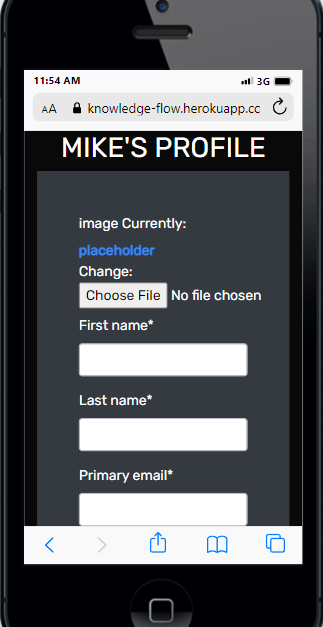 11:54 AM 3G
AA knowledge-flow.herokuapp.cc
MIKE'S PROFILE
image Currently:
placeholder
Change:
Choose File No file chosen
First name*
Last name*
Primary email*